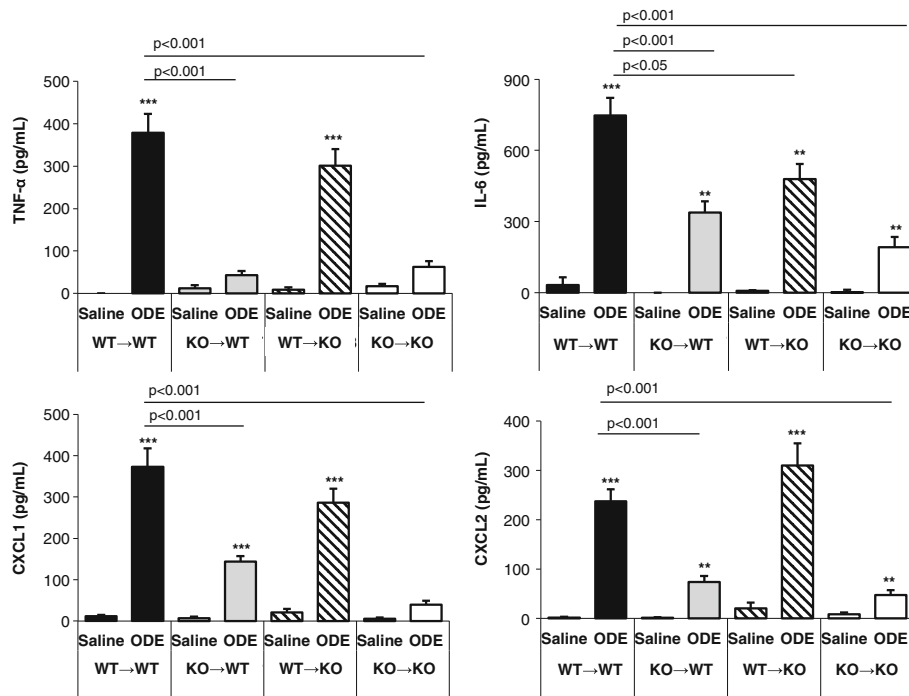 p<0.001
p<0.001
500
400
300
200
100
0
TNF-α (pg/mL)
***
***
Saline ODE Saline ODE Saline ODE Saline ODE
WT→WT KO→WT WT→KO KO→KO
p<0.001
p<0.001
p<0.05
900
600
300
0
IL-6 (pg/mL)
***
**
**
**
Saline ODE Saline ODE Saline ODE Saline ODE
WT→WT KO→WT WT→KO KO→KO
p<0.001
p<0.001
500
400
300
200
100
0
CXCL1 (pg/mL)
***
***
***
Saline ODE Saline ODE Saline ODE Saline ODE
WT→WT KO→WT WT→KO KO→KO
p<0.001
p<0.001
400
300
200
100
0
CXCL2 (pg/mL)
***
**
***
**
Saline ODE Saline ODE Saline ODE Saline ODE
WT→WT KO→WT WT→KO KO→KO